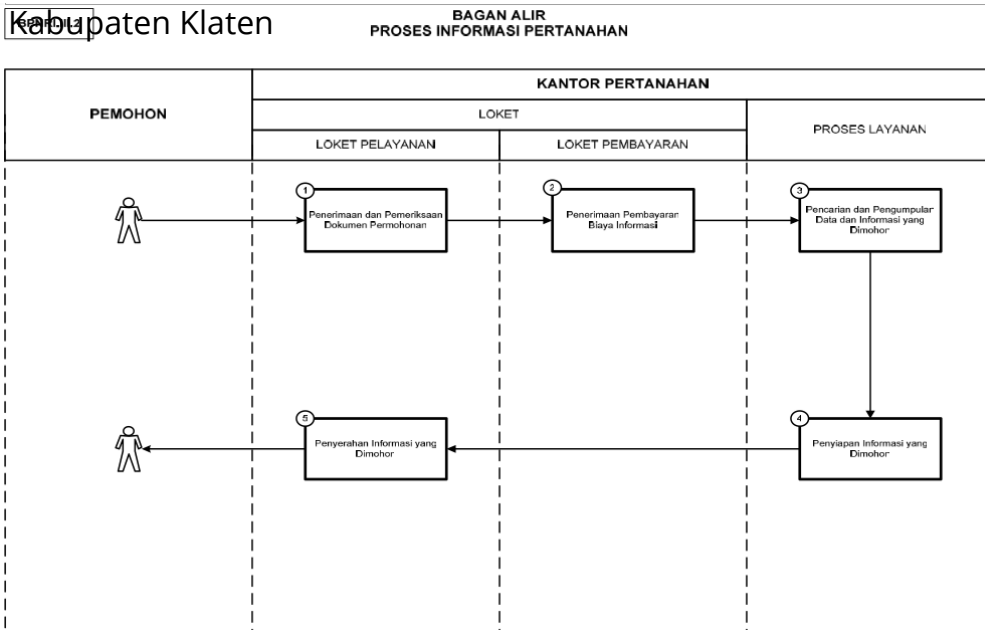 Kabupaten Klaten
BAGAN ALIR
PROSES INFORMASI PERTANAHAN
PEMOHON
KANTOR PERTANAHAN
LOKET
PROSES LAYANAN
LOKET PELAYANAN
LOKET PEMBAYARAN
1
Penerimaan dan Pemeriksaan
Dokumen Permohonan
2
Penerimaan Pembayaran
Biaya Informasi
3
Pencarian dan Pengumpulan
Data dan Informasi yang
Dimohon
5
Penyerahan Informasi yang
Dimohor
4
Penyiapan Informasi yang
Dimohor